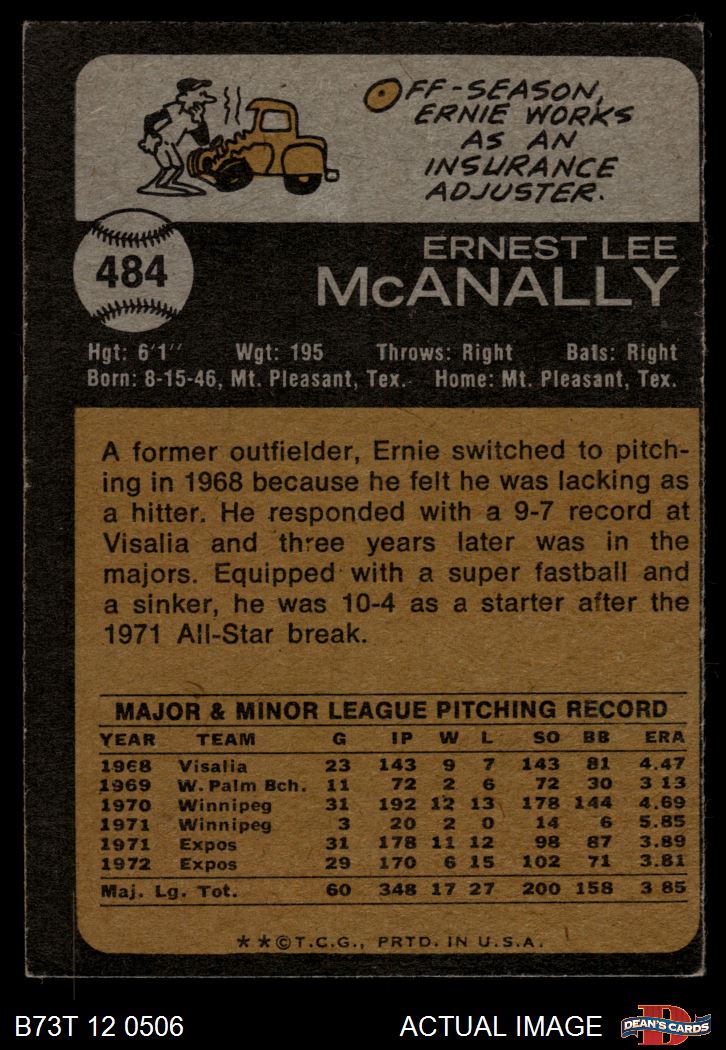 OFF-SEASON,
ERNIE WORKS
AS AN
INSURANCE
ADJUSTER.
484
ERNEST LEE
McANALLY
Hgt: 6'1" Wgt: 195 Throws: Right Bats: Right
Born: 8-15-46, Mt. Pleasant, Tex. Home: Mt. Pleasant, Tex.
A former outfielder, Ernie switched to pitch-
ing in 1968 because he felt he was lacking as
a hitter. He responded with a 9-7 record at
Visalia and three years later was in the
majors. Equipped with a super fastball and
a sinker, he was 10-4 as a starter after the
1971 All-Star break.
MAJOR & MINOR LEAGUE PITCHING RECORD
YEAR TEAM G IP W L SO BB ERA
1968 Visalia 23 143 9 7 143 81 4.47
1969 W. Palm Bch. 11 72 2 6 72 30 3 13
1970 Winnipeg 31 192 12 13 178 144 4.69
1971 Winnipeg 3 20 2 0 14 6 5.85
1971 Expos 31 178 11 12 98 87 3.89
1972 Expos 29 170 6 15 102 71 3.81
Maj. Lg. Tot. 60 348 17 27 200 158 3 85
**©T.C.G., PRTD. IN U.S.A.
B73T 12 0506 ACTUAL IMAGE
D
DEAN'S CARDS